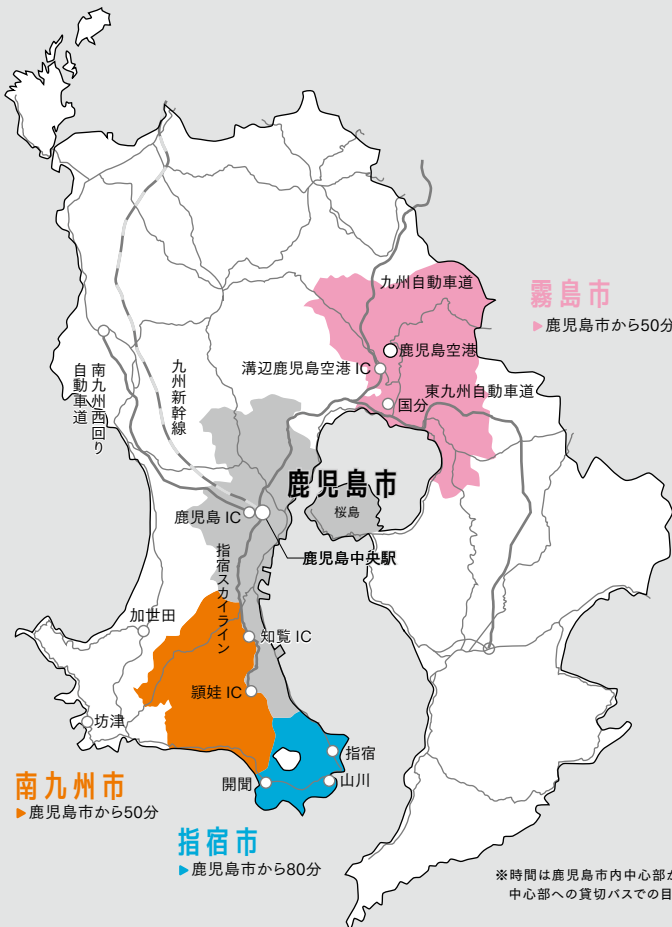 九州自動車道
霧島市
▶鹿児島市から50分
鹿児島空港
溝辺鹿児島空港 IC
東九州自動車道
国分
南九州西回り
自動車道
九州新幹線
鹿児島市
桜島
鹿児島 IC
鹿児島中央駅
指宿スカイライン
加世田
知覧 IC
頴娃 IC
坊津
指宿
開聞
山川
南九州市
▶鹿児島市から50分
指宿市
▶鹿児島市から80分
※時間は鹿児島市内中心部か
中心部への貸切バスでの目